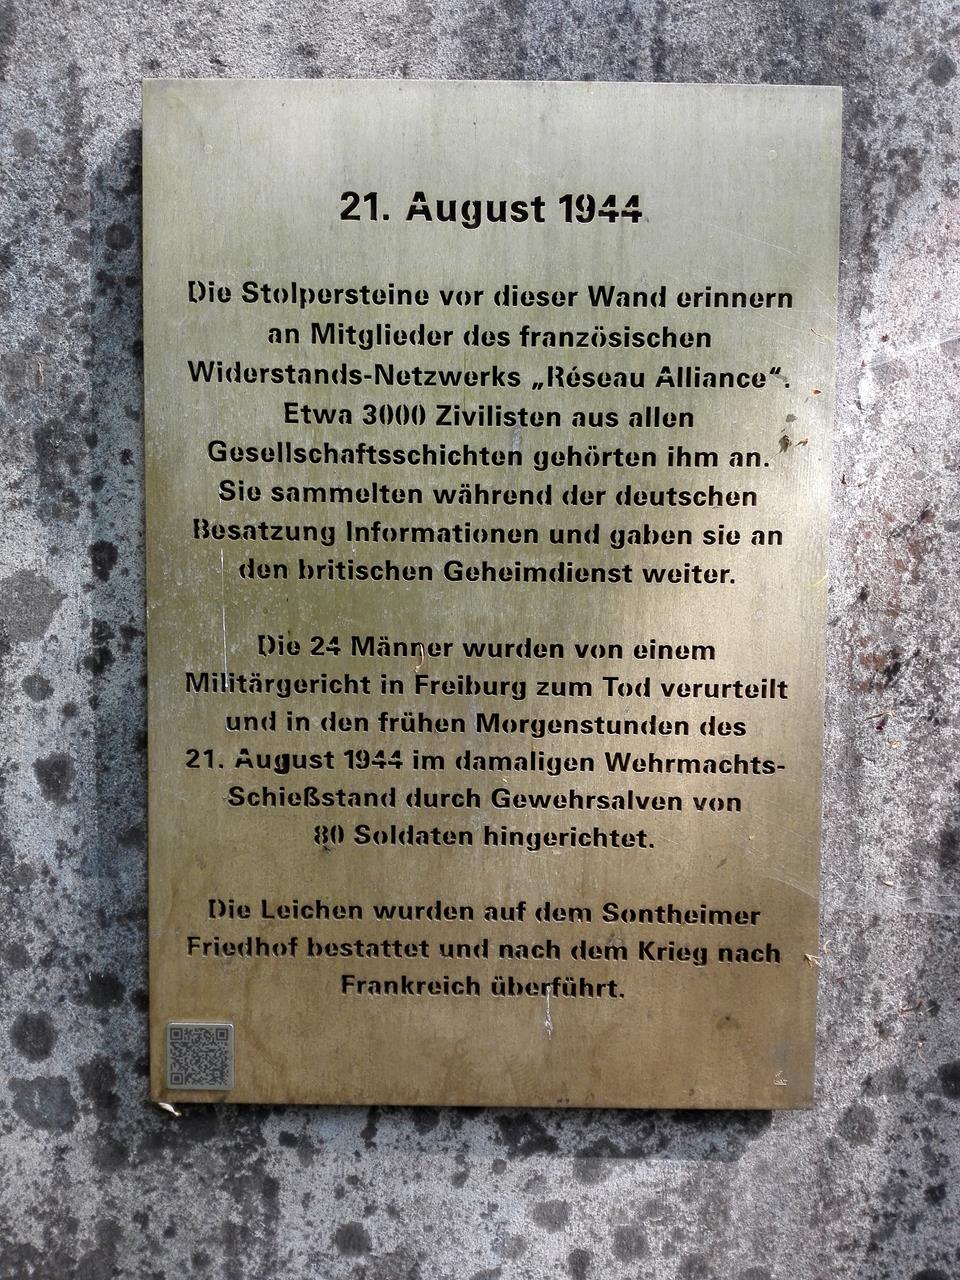 21. August 1944
Die Stolpersteine vor dieser Wand erinnern
an Mitglieder des französischen
Widerstands-Netzwerks „Réseau Alliance“.
Etwa 3000 Zivilisten aus allen
Gesellschaftsschichten gehörten ihm an.
Sie sammelten während der deutschen
Besatzung Informationen und gaben sie an
den britischen Geheimdienst weiter.
Die 24 Männer wurden von einem
Militärgericht in Freiburg zum Tod verurteilt
und in den frühen Morgenstunden des
21. August 1944 im damaligen Wehrmachts-
Schießstand durch Gewehrsalven von
80 Soldaten hingerichtet.
Die Leichen wurden auf dem Sontheimer
Friedhof bestattet und nach dem Krieg nach
Frankreich überführt.